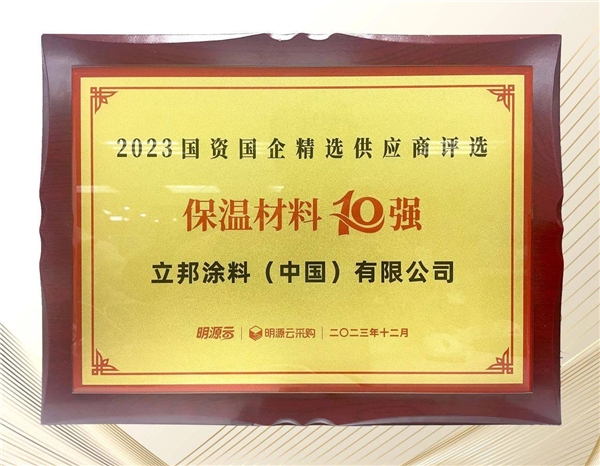 2023国资国企精选供应商评选
保温材料10强
立邦涂料（中国）有限公司
明源云 明源云采购 二〇二三年十二月